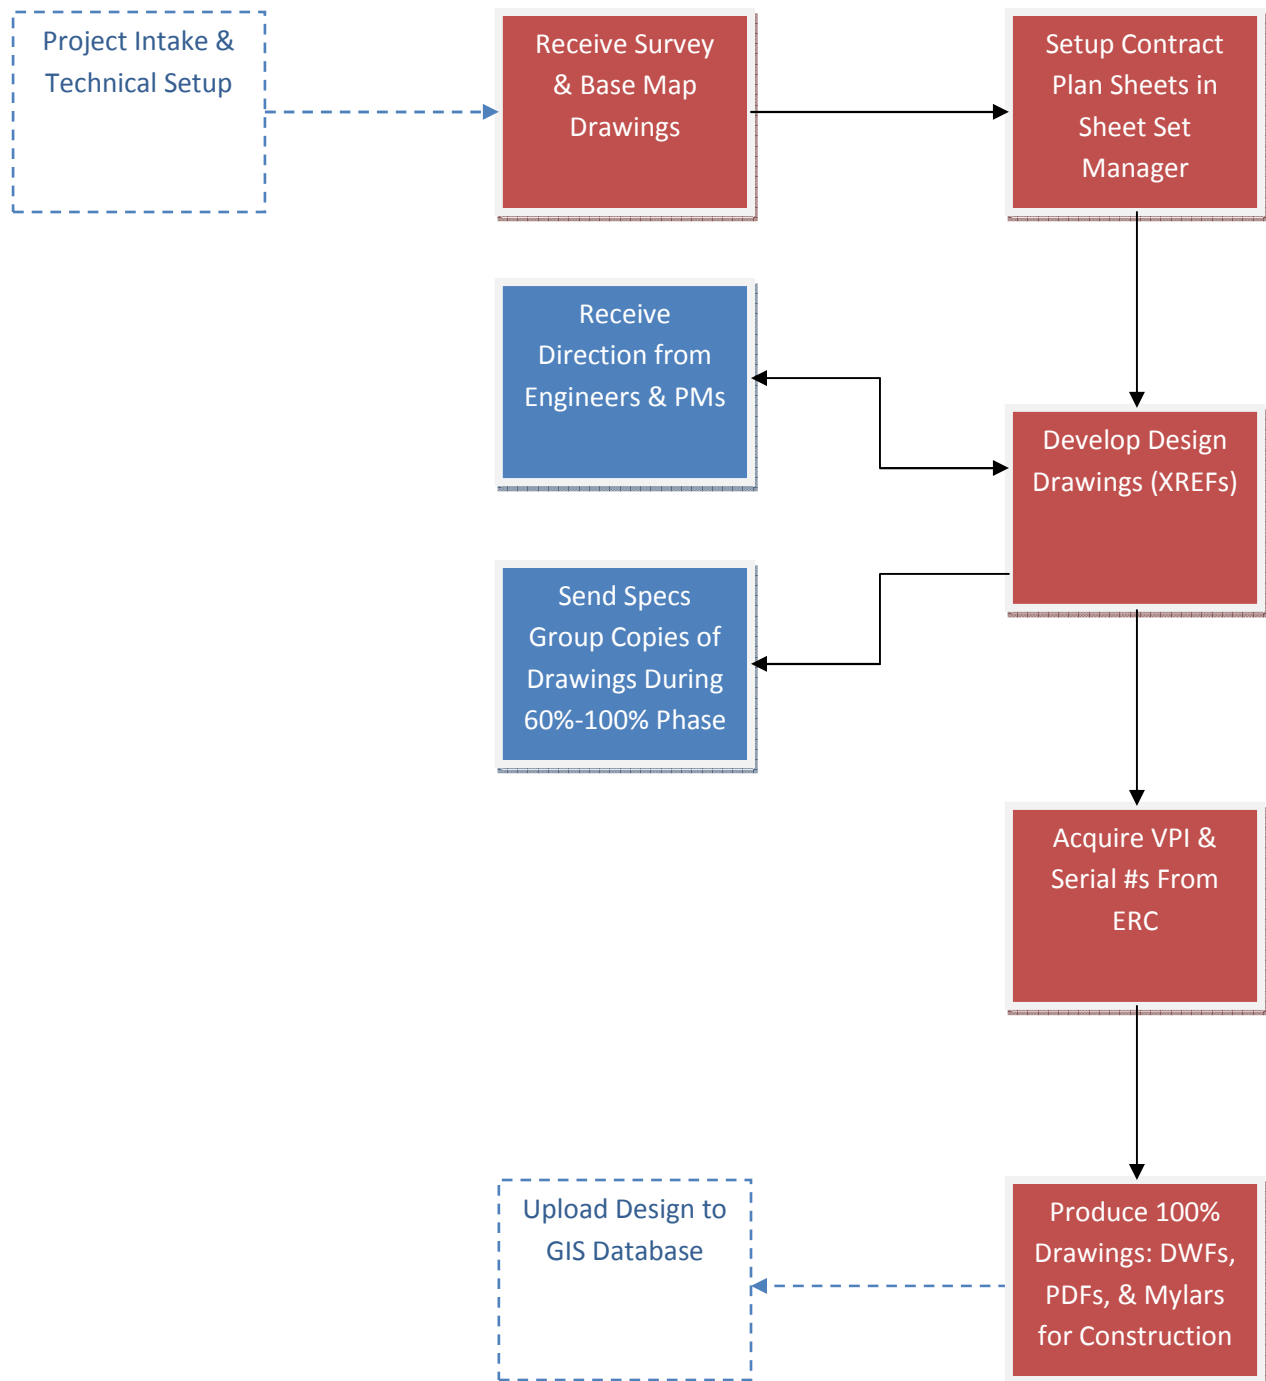 Project Intake &
Technical Setup
Receive Survey
& Base Map
Drawings
Setup Contract
Plan Sheets in
Sheet Set
Manager
Receive
Direction from
Engineers & PMs
Develop Design
Drawings (XREFs)
Send Specs
Group Copies of
Drawings During
60%-100% Phase
Acquire VPI &
Serial #s From
ERC
Upload Design to
GIS Database
Produce 100%
Drawings: DWFs,
PDFs, & Mylars
for Construction